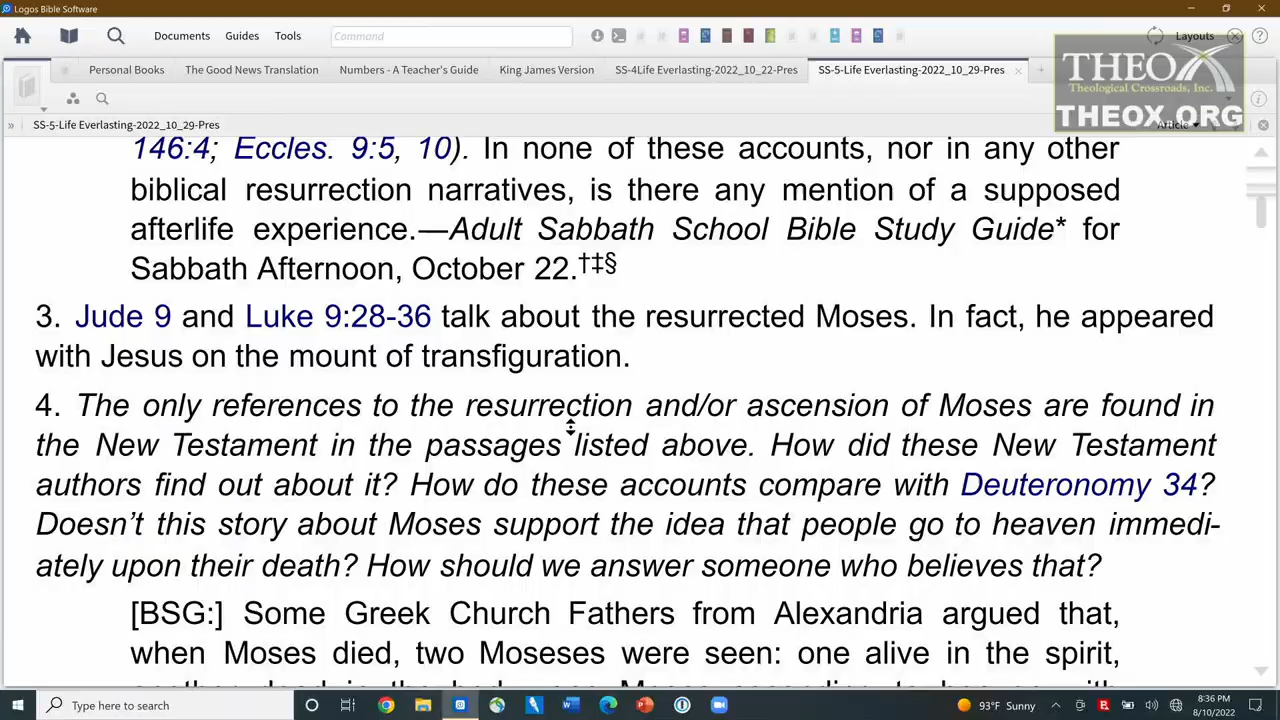 Logos Bible Software
Documents Guides Tools Command Layouts
Personal Books The Good News Translation Numbers - A Teacher's Guide King James Version SS-4Life Everlasting-2022_10_22-Pres SS-5-Life Everlasting-2022_10_29-Pres
THEOX
Theological Crossroads, Inc.
THEOX.ORG
» SS-5-Life Everlasting-2022_10_29-Pres Article
146:4; Eccles. 9:5, 10). In none of these accounts, nor in any other
biblical resurrection narratives, is there any mention of a supposed
afterlife experience.—Adult Sabbath School Bible Study Guide* for
Sabbath Afternoon, October 22.†‡§
3. Jude 9 and Luke 9:28-36 talk about the resurrected Moses. In fact, he appeared
with Jesus on the mount of transfiguration.
4. The only references to the resurrection and/or ascension of Moses are found in
the New Testament in the passages listed above. How did these New Testament
authors find out about it? How do these accounts compare with Deuteronomy 34?
Doesn't this story about Moses support the idea that people go to heaven immedi-
ately upon their death? How should we answer someone who believes that?
[BSG:] Some Greek Church Fathers from Alexandria argued that,
when Moses died, two Moseses were seen: one alive in the spirit,
Type here to search 93°F Sunny 8:36 PM
8/10/2022